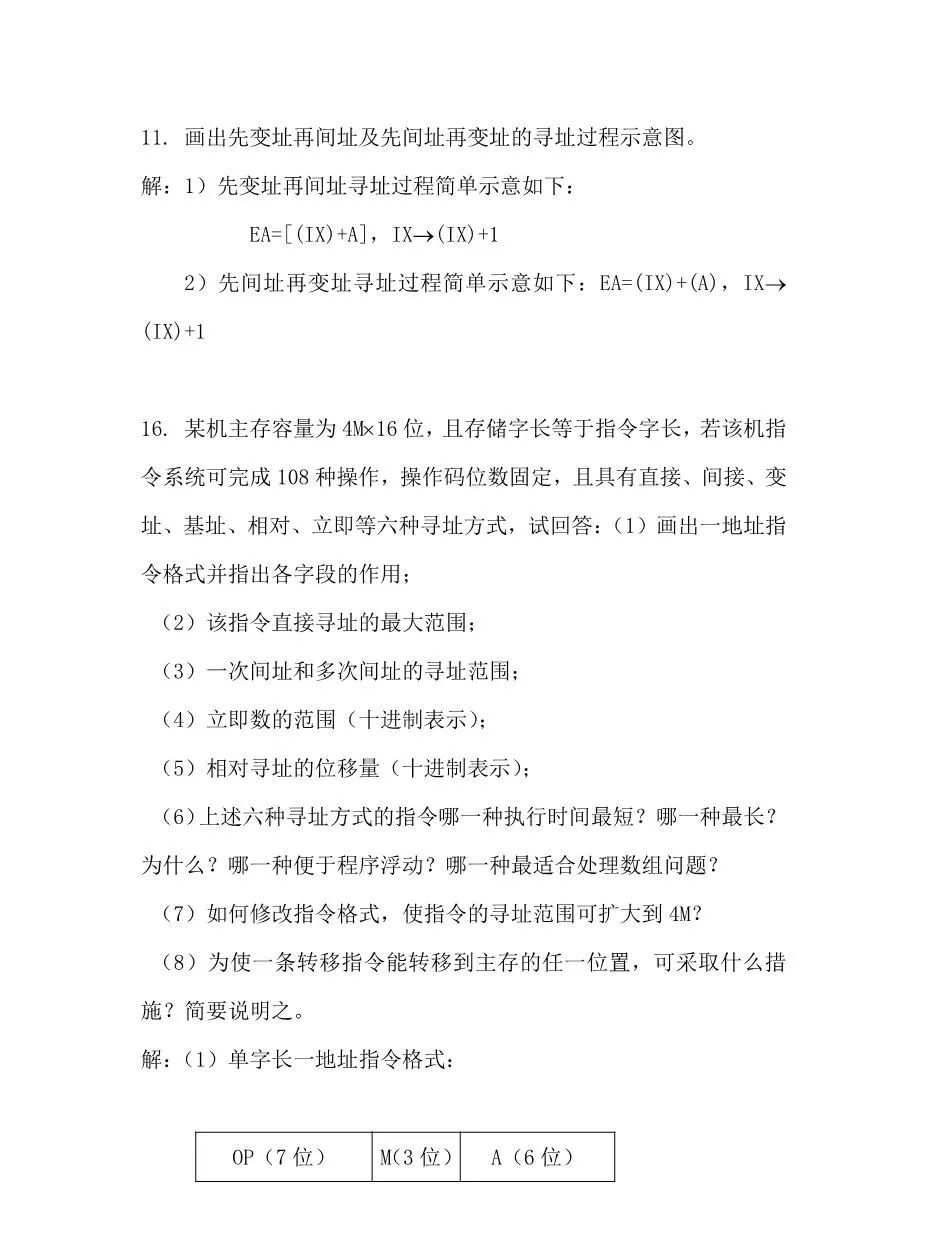 11. 画出先变址再间址及先间址再变址的寻址过程示意图。
解：1）先变址再间址寻址过程简单示意如下：
EA=[(IX)+A]，IX→(IX)+1
2）先间址再变址寻址过程简单示意如下：EA=(IX)+(A)，IX→
(IX)+1
16. 某机主存容量为 4M×16 位，且存储字长等于指令字长，若该机指
令系统可完成 108 种操作，操作码位数固定，且具有直接、间接、变
址、基址、相对、立即等六种寻址方式，试回答：（1）画出一地址指
令格式并指出各字段的作用；
（2）该指令直接寻址的最大范围；
（3）一次间址和多次间址的寻址范围；
（4）立即数的范围（十进制表示）；
（5）相对寻址的位移量（十进制表示）；
（6）上述六种寻址方式的指令哪一种执行时间最短？哪一种最长？
为什么？哪一种便于程序浮动？哪一种最适合处理数组问题？
（7）如何修改指令格式，使指令的寻址范围可扩大到 4M？
（8）为使一条转移指令能转移到主存的任一位置，可采取什么措
施？简要说明之。
解：（1）单字长一地址指令格式：
OP（7 位） M（3 位） A（6 位）